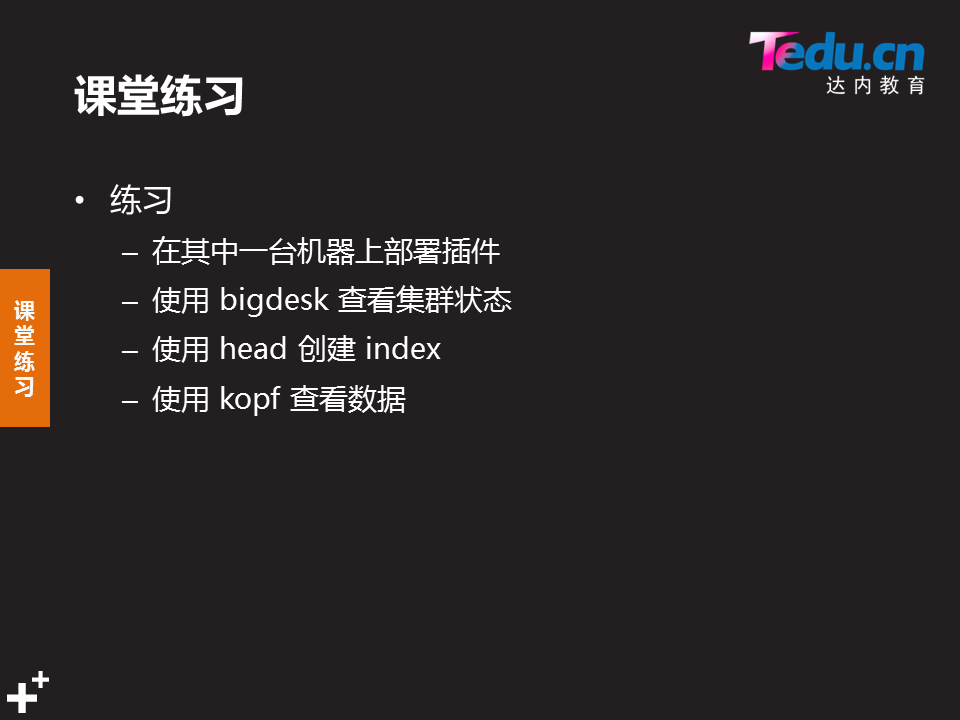 Tedu.cn
达内教育
课堂练习
• 练习
– 在其中一台机器上部署插件
– 使用 bigdesk 查看集群状态
– 使用 head 创建 index
– 使用 kopf 查看数据
课
堂
练
习